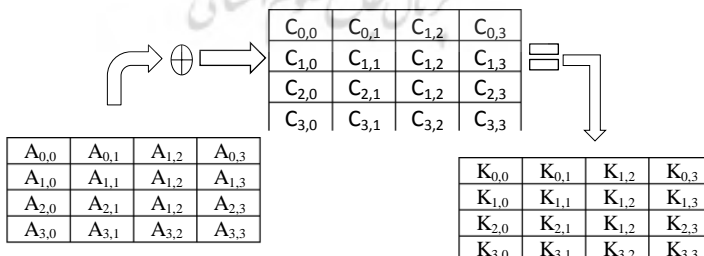 C0,0 C0,1 C1,2 C0,3
C1,0 C1,1 C1,2 C1,3
C2,0 C2,1 C1,2 C2,3
C3,0 C3,1 C3,2 C3,3
A0,0 A0,1 A1,2 A0,3
A1,0 A1,1 A1,2 A1,3
A2,0 A2,1 A1,2 A2,3
A3,0 A3,1 A3,2 A3,3
K0,0 K0,1 K1,2 K0,3
K1,0 K1,1 K1,2 K1,3
K2,0 K2,1 K1,2 K2,3
K3,0 K3,1 K3,2 K3,3